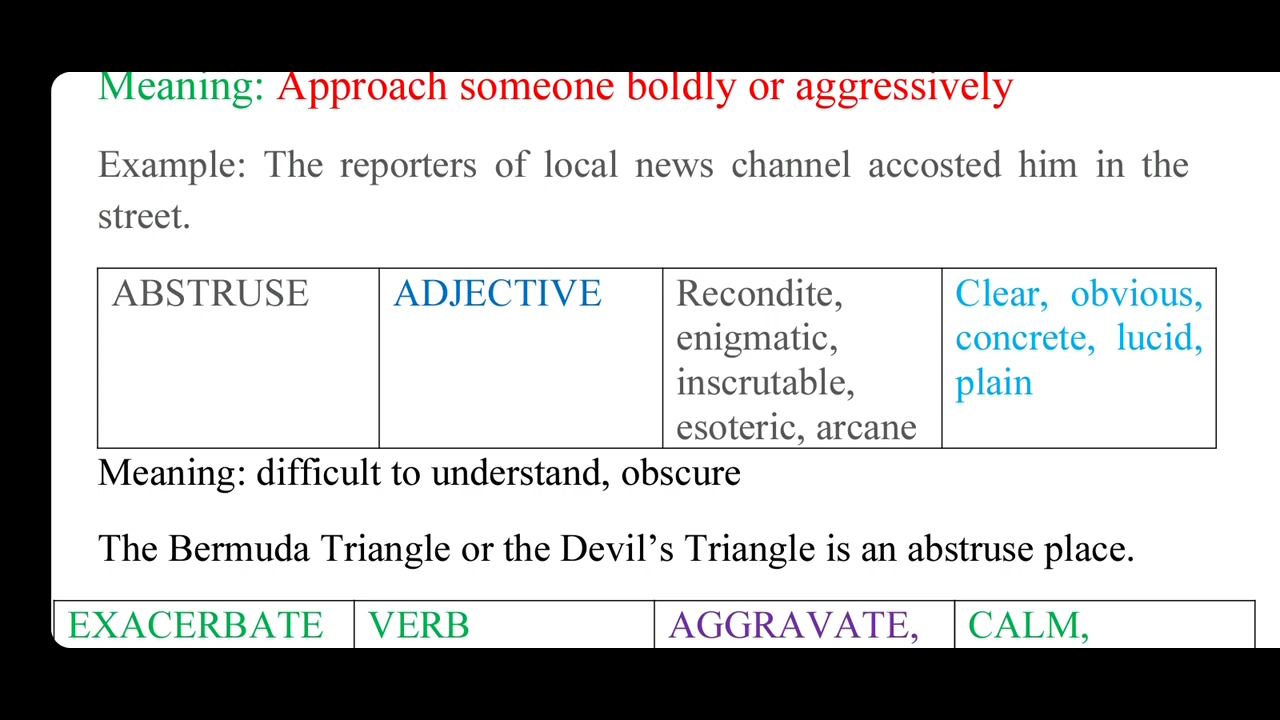 Meaning: Approach someone boldly or aggressively
Example: The reporters of local news channel accosted him in the
street.
ABSTRUSE
ADJECTIVE
Recondite,
enigmatic,
inscrutable,
esoteric, arcane
Clear, obvious,
concrete, lucid,
plain
Meaning: difficult to understand, obscure
The Bermuda Triangle or the Devil’s Triangle is an abstruse place.
EXACERBATE
VERB
AGGRAVATE,
CALM,